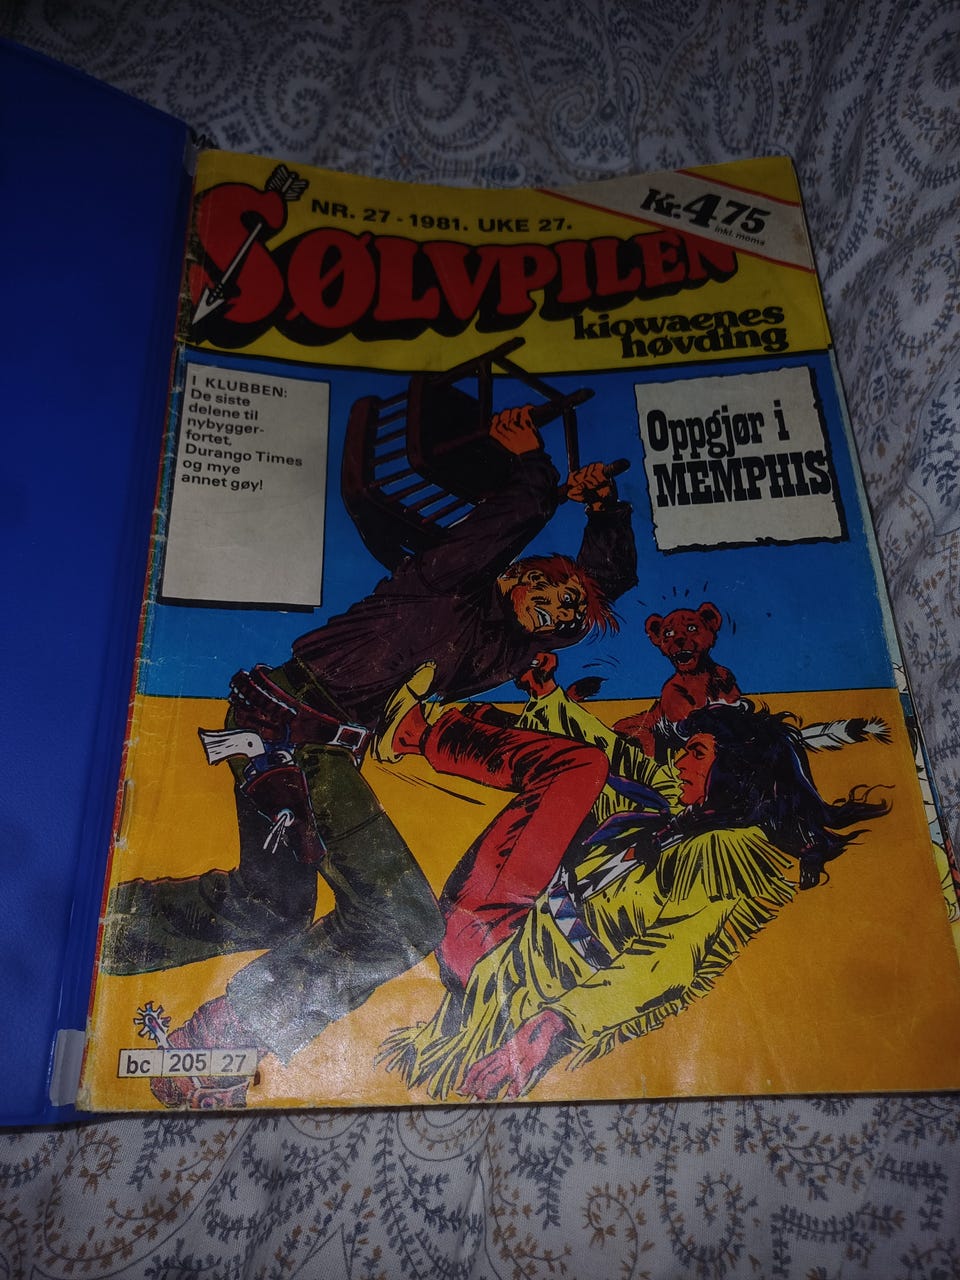 NR. 27 - 1981. UKE 27.
Kr. 4.75
inkl. moms
SØLVPILEN
kiowaenes
høvding
I KLUBBEN:
De siste
delene til
nybygger-
fortet,
Durango Times
og mye
annet gøy!
Oppgjør i
MEMPHIS
bc 205 27